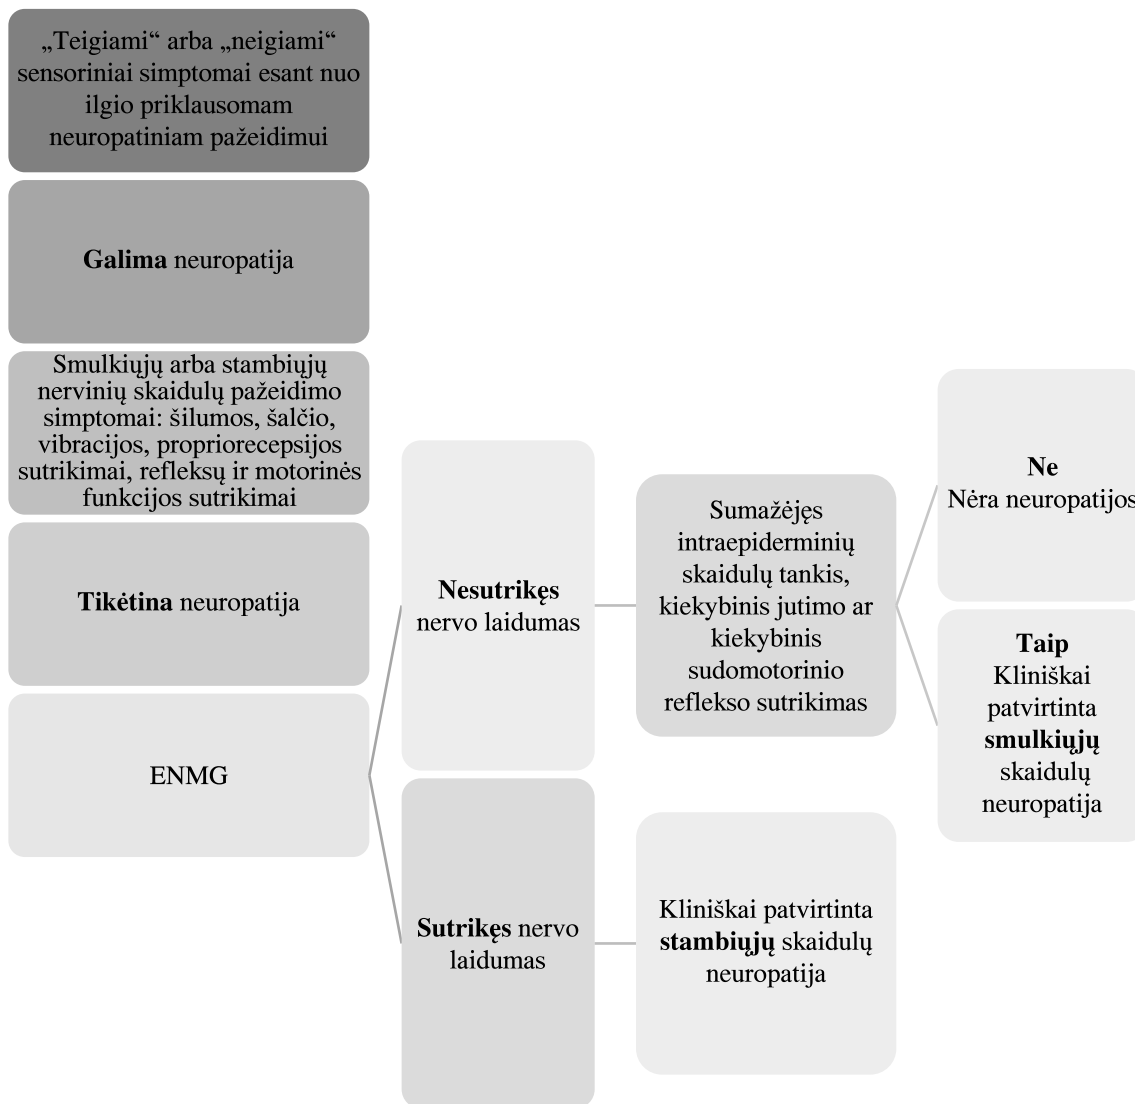 „Teigiami“ arba „neigiami“
sensoriniai simptomai esant nuo
ilgio priklausomam
neuropatiniam pažeidimui
Galima neuropatija
Smulkiųjų arba stambiųjų
nervinių skaidulų pažeidimo
simptomai: šilumos, šalčio,
vibracijos, propriorecepsijos
sutrikimai, refleksų ir motorinės
funkcijos sutrikimai
Tikėtina neuropatija
ENMG
Nesutrikęs
nervo laidumas
Sutrikęs nervo
laidumas
Sumažėjęs
intraepiderminių
skaidulų tankis,
kiekybinis jutimo ar
kiekybinis
sudomotorinio
reflekso sutrikimas
Kliniškai patvirtinta
stambiųjų skaidulų
neuropatija
Ne
Nėra neuropatijos
Taip
Kliniškai
patvirtinta
smulkiųjų
skaidulų
neuropatija